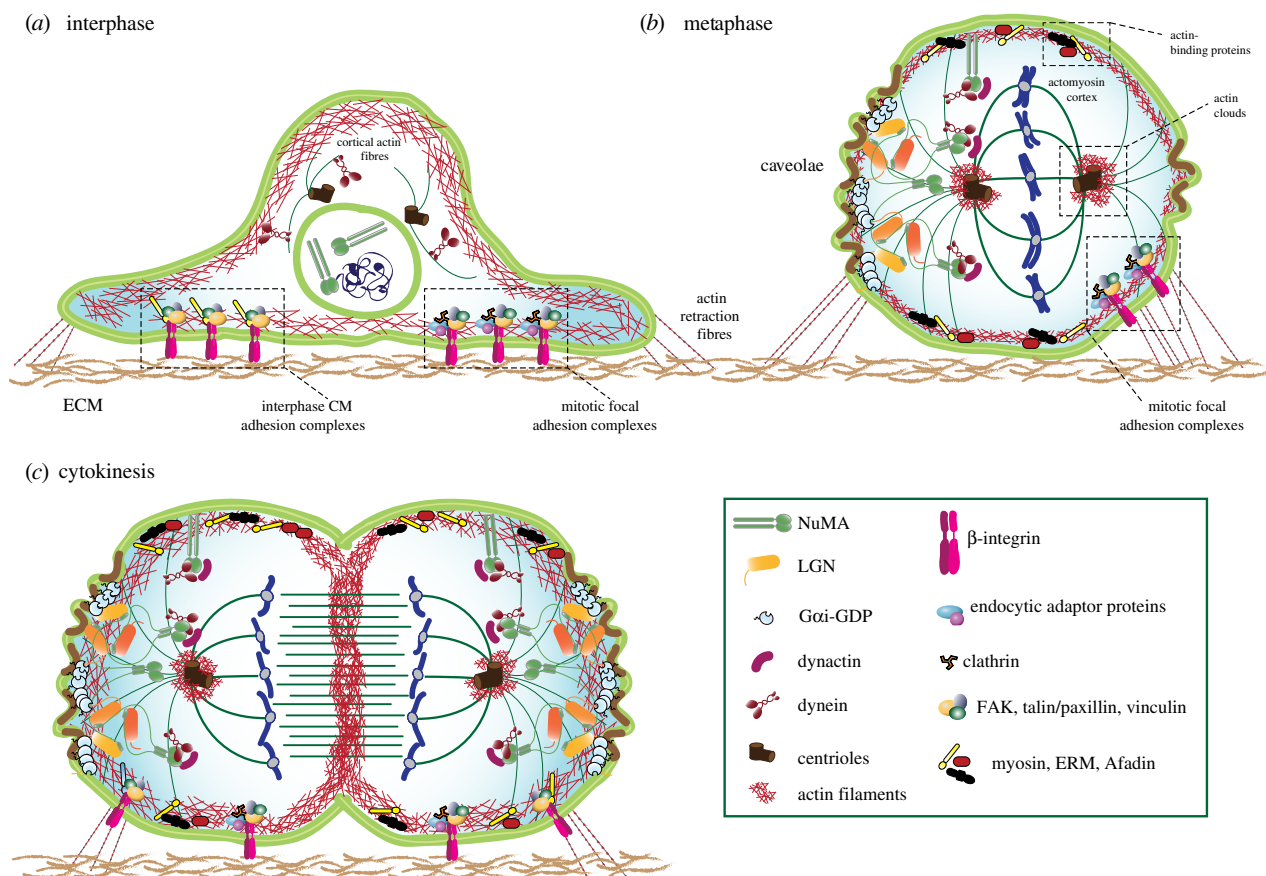 (a) interphase
cortical actin
fibres
actin
retraction
fibres
ECM
interphase CM
adhesion complexes
mitotic focal
adhesion complexes
(b) metaphase
actin-
binding proteins
actomyosin
cortex
actin
clouds
caveolae
mitotic focal
adhesion complexes
(c) cytokinesis
NuMA
LGN
Gαi-GDP
dynactin
dynein
centrioles
actin filaments
β-integrin
endocytic adaptor proteins
clathrin
FAK, talin/paxillin, vinculin
myosin, ERM, Afadin